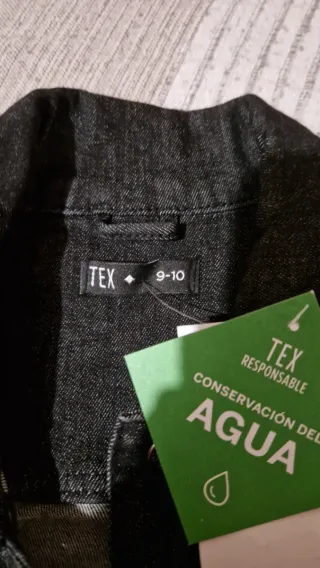 TEX ✦ 9-10
TEX
RESPONSABLE
CONSERVACIÓN DEL
AGUA